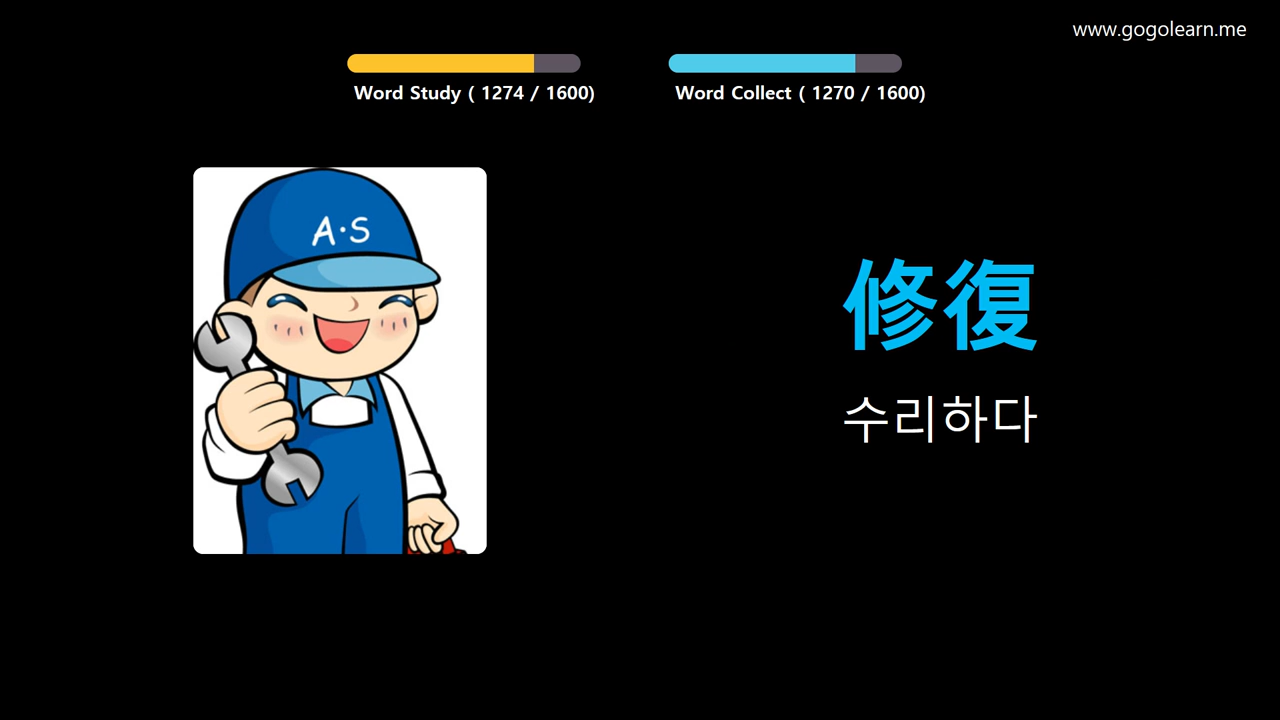 www.gogolearn.me
Word Study ( 1274 / 1600)
Word Collect ( 1270 / 1600)
A·S
修復
수리하다